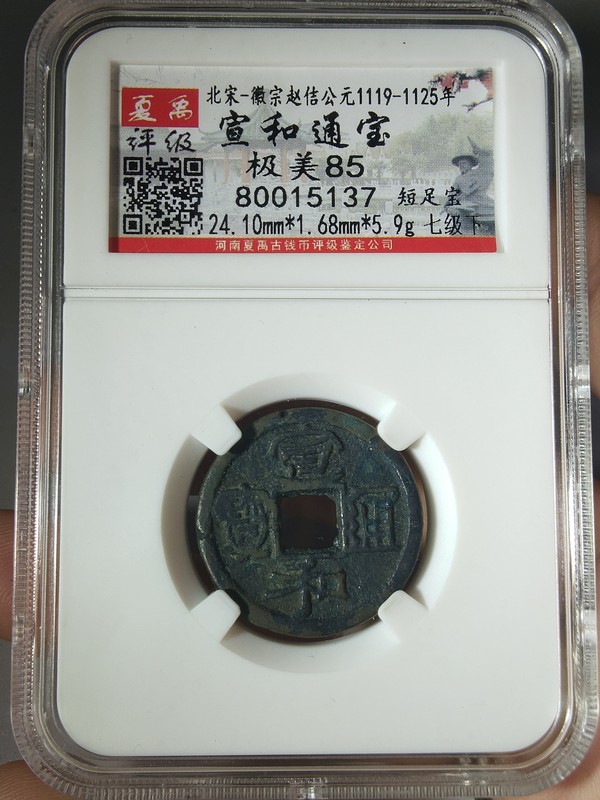 夏禹
评级
北宋-徽宗赵佶公元1119-1125年
宣和通宝
极美85
80015137 短足宝
24.10mm*1.68mm*5.9g 七级下
河南夏禹古钱币评级鉴定公司
宣
和
通
寳